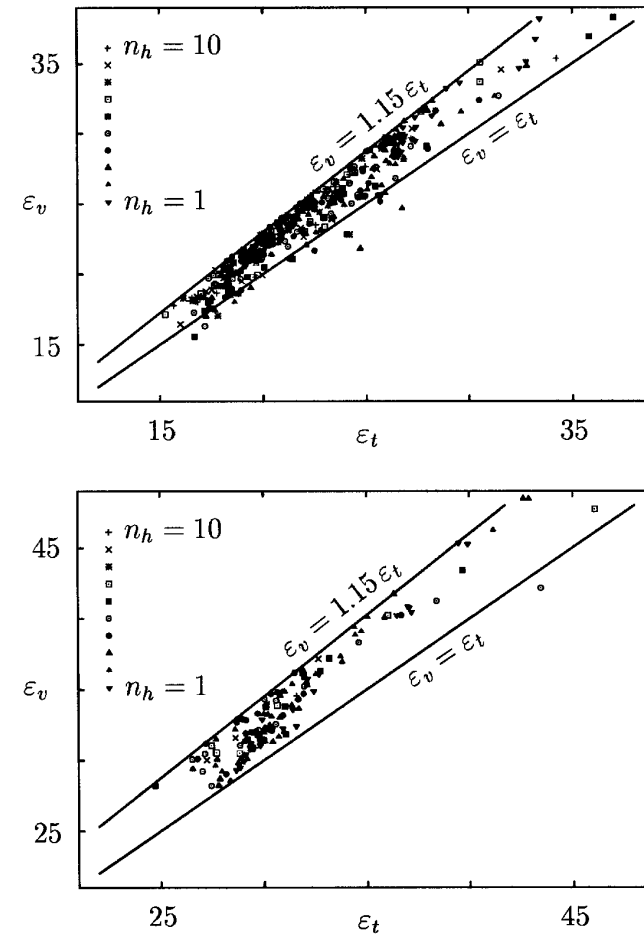 n_h = 10
35
ε_v = 1.15 ε_t
ε_v = ε_t
ε_v
n_h = 1
15
15
ε_t
35
n_h = 10
45
ε_v = 1.15 ε_t
ε_v = ε_t
ε_v
n_h = 1
25
25
ε_t
45